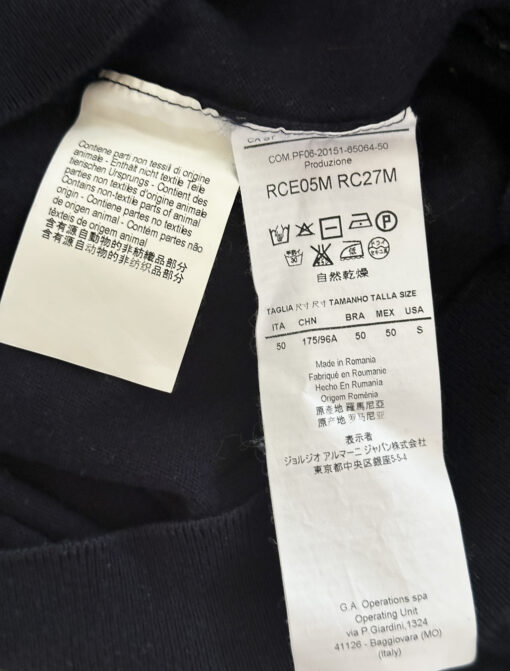 Contiene parti non tessili di origine
animale - Enthält nicht textile Teile
tierischen Ursprungs - Contient des
parties non textiles d'origine animale
Contains non-textile parts of animal
origin - Contiene partes no textiles
de origen animal - Contém partes não
têxteis de origem animal
含有源自動物的非紡織品部分
含有源自动物的非纺织品部分
COM.PF06-20151-65064-50
Produzione
RCE05M RC27M
自然乾燥
TAGLIA 尺寸 尺寸 TAMANHO TALLA SIZE
ITA CHN BRA MEX USA
50 175/96A 50 50 S
Made in Romania
Fabriqué en Roumanie
Hecho En Rumania
Origem Romênia
原產地 羅馬尼亞
原产地 罗马尼亚
表示者
ジョルジオ アルマーニ ジャパン株式会社
東京都中央区銀座5-5-4
G.A. Operations spa
Operating Unit
via P. Giardini,1034
41126 - Baggiovara (MO)
(Italy)